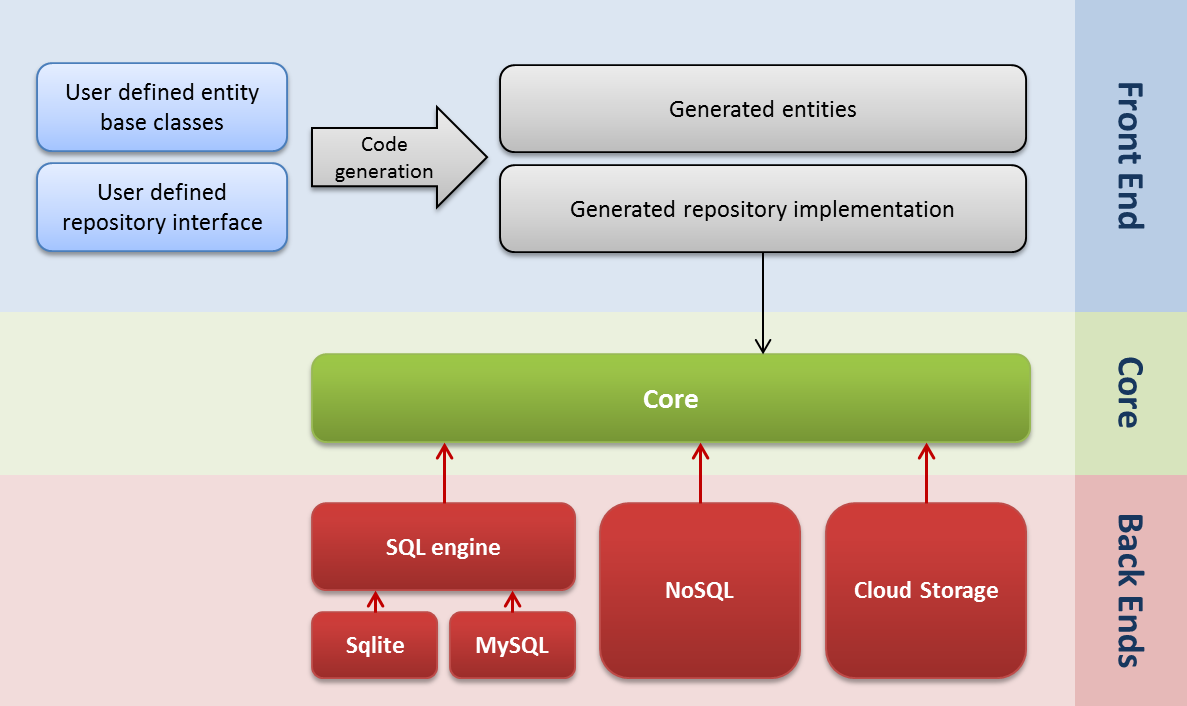 User defined entity
base classes
User defined
repository interface
Code
generation
Generated entities
Generated repository implementation
Front End
Core
Core
SQL engine
Sqlite
MySQL
NoSQL
Cloud Storage
Back Ends